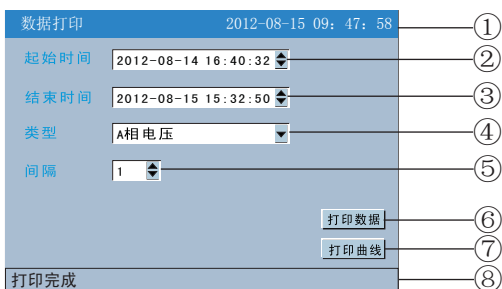 数据打印 2012-08-15 09: 47: 58 ①
起始时间 2012-08-14 16:40:32 ②
结束时间 2012-08-15 15:32:50 ③
类型 A相电压 ④
间隔 1 ⑤
打印数据 ⑥
打印曲线 ⑦
打印完成 ⑧